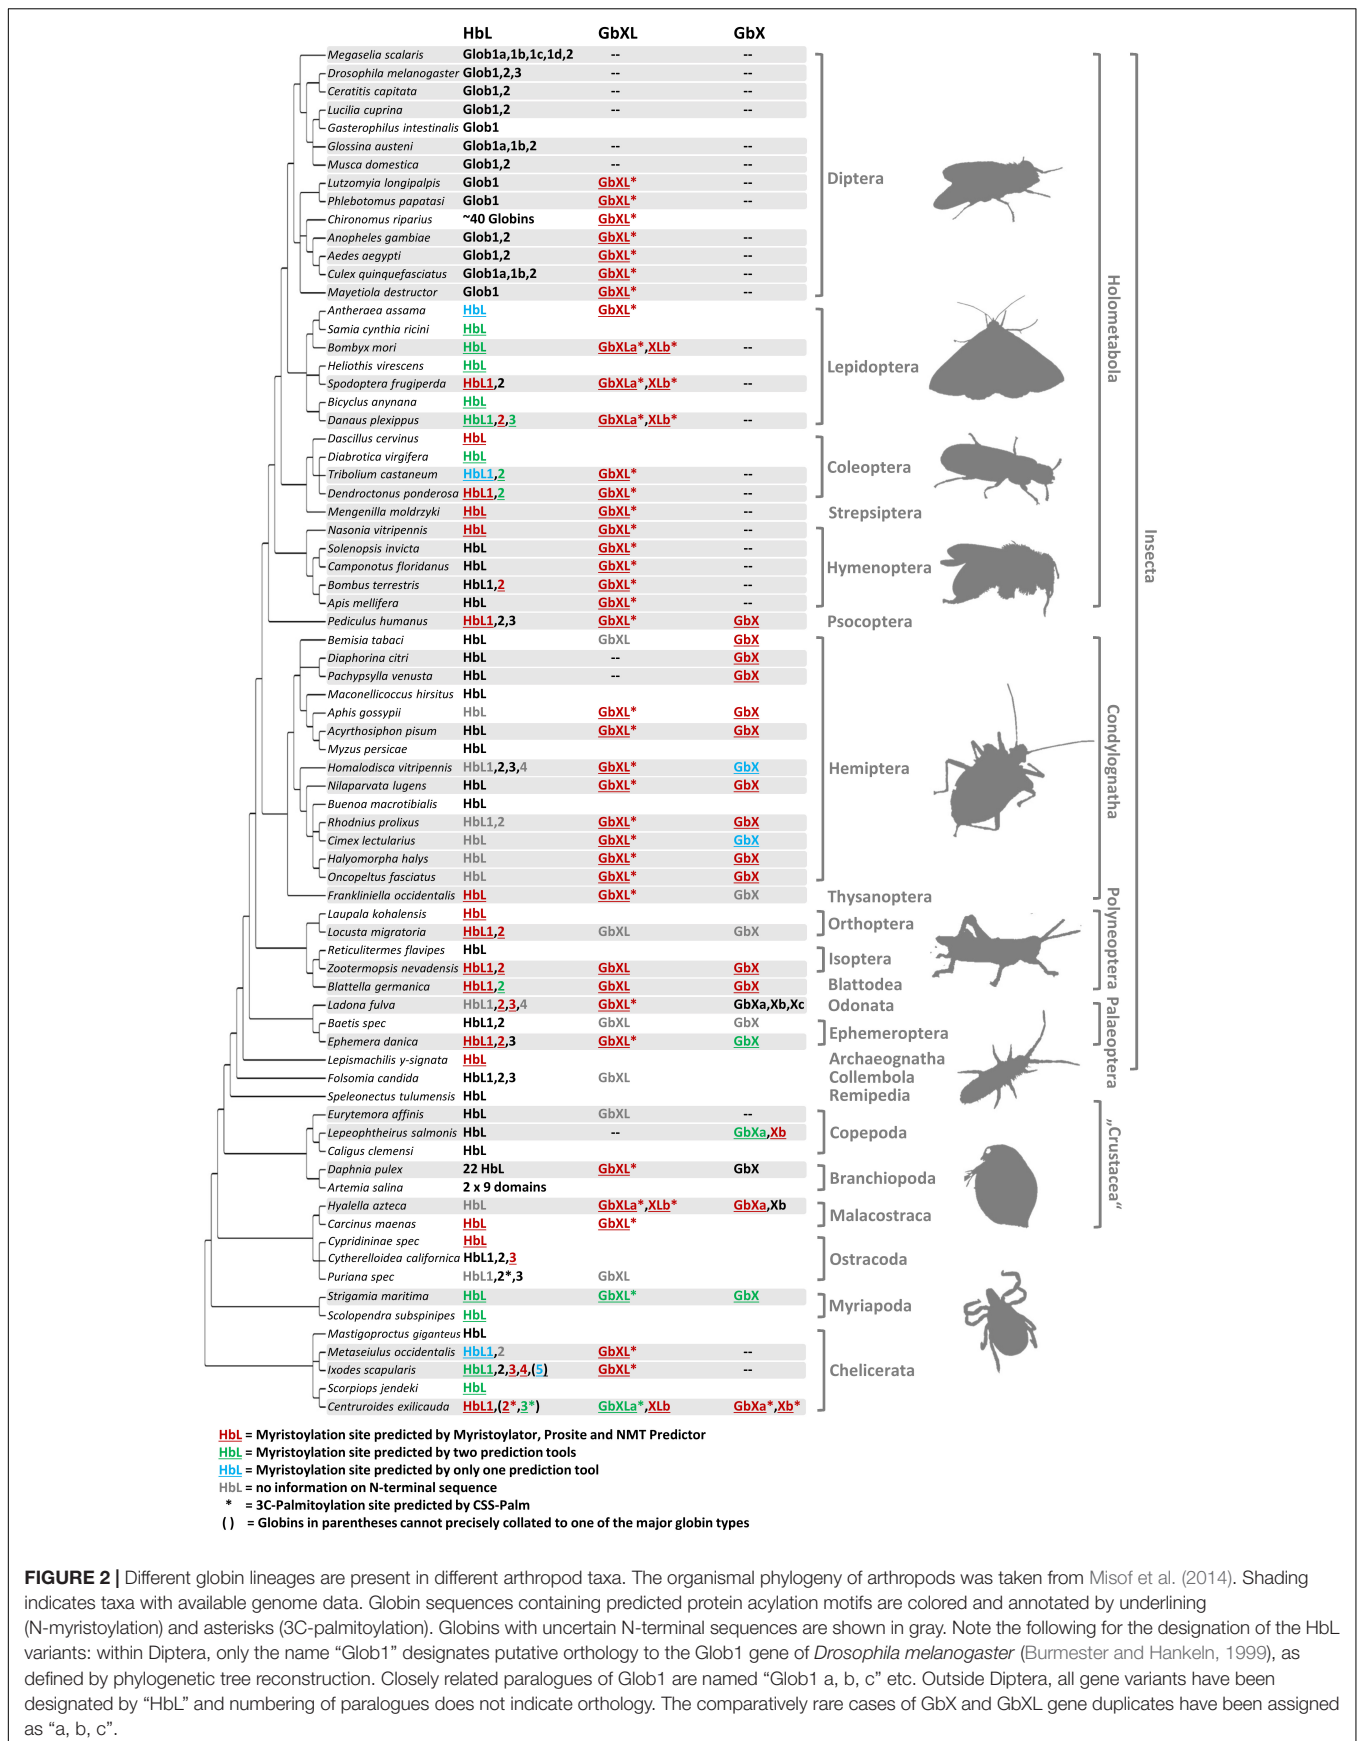 HbL GbXL GbX
Megaselia scalaris Glob1a,1b,1c,1d,2 -- --
Drosophila melanogaster Glob1,2,3 -- --
Ceratitis capitata Glob1,2 -- --
Lucilia cuprina Glob1,2 -- --
Gasterophilus intestinalis Glob1
Glossina austeni Glob1a,1b,2 -- --
Musca domestica Glob1,2 -- --
Lutzomyia longipalpis Glob1 GbXL* -- Diptera
Phlebotomus papatasi Glob1 GbXL* --
Chironomus riparius ~40 Globins GbXL*
Anopheles gambiae Glob1,2 GbXL* --
Aedes aegypti Glob1,2 GbXL* --
Culex quinquefasciatus Glob1a,1b,2 GbXL* --
Mayetiola destructor Glob1 GbXL* --
Holometabola
Antheraea assama HbL GbXL*
Samia cynthia ricini HbL
Bombyx mori HbL GbXLa*,XLb* --
Heliothis virescens HbL Lepidoptera
Spodoptera frugiperda HbL1,2 GbXLa*,XLb* --
Bicyclus anynana HbL
Danaus plexippus HbL1,2,3 GbXLa*,XLb* --
Dascillus cervinus HbL
Diabrotica virgifera HbL
Coleoptera
Tribolium castaneum HbL1,2 GbXL* --
Dendroctonus ponderosa HbL1,2 GbXL* --
Mengenilla moldrzyki HbL GbXL* -- Strepsiptera
Nasonia vitripennis HbL GbXL* --
Solenopsis invicta HbL GbXL* --
Insecta
Camponotus floridanus HbL GbXL* -- Hymenoptera
Bombus terrestris HbL1,2 GbXL* --
Apis mellifera HbL GbXL* --
Pediculus humanus HbL1,2,3 GbXL* GbX Psocoptera
Bemisia tabaci HbL GbXL GbX
Diaphorina citri HbL -- GbX
Pachypsylla venusta HbL -- GbX
Maconellicoccus hirsitus HbL
Aphis gossypii HbL GbXL* GbX
Acyrthosiphon pisum HbL GbXL* GbX
Myzus persicae HbL
Condylognatha
Homalodisca vitripennis HbL1,2,3,4 GbXL* GbX Hemiptera
Nilaparvata lugens HbL GbXL* GbX
Buenoa macrotibialis HbL
Rhodnius prolixus HbL1,2 GbXL* GbX
Cimex lectularius HbL GbXL* GbX
Halyomorpha halys HbL GbXL* GbX
Oncopeltus fasciatus HbL GbXL* GbX
Frankliniella occidentalis HbL GbXL* GbX Thysanoptera
Laupala kohalensis HbL
Orthoptera
Locusta migratoria HbL1,2 GbXL GbX
Polyneoptera
Reticulitermes flavipes HbL
Isoptera
Zootermopsis nevadensis HbL1,2 GbXL GbX
Blattella germanica HbL1,2 GbXL GbX Blattodea
Ladona fulva HbL1,2,3,4 GbXL* GbXa,Xb,Xc Odonata
Baetis spec HbL1,2 GbXL GbX
Ephemeroptera
Ephemera danica HbL1,2,3 GbXL* GbX
Palaeoptera
Lepismachilis y-signata HbL Archaeognatha
Folsomia candida HbL1,2,3 GbXL Collembola
Speleonectus tulumensis HbL Remipedia
Eurytemora affinis HbL GbXL --
Lepeophtheirus salmonis HbL -- GbXa,Xb Copepoda
Caligus clemensi HbL
„Crustacea“
Daphnia pulex 22 HbL GbXL* GbX
Branchiopoda
Artemia salina 2 x 9 domains
Hyalella azteca HbL GbXLa*,XLb* GbXa,Xb
Malacostraca
Carcinus maenas HbL GbXL*
Cypridininae spec HbL
Cytherelloidea californica HbL1,2,3 Ostracoda
Puriana spec HbL1,2*,3 GbXL
Strigamia maritima HbL GbXL* GbX
Myriapoda
Scolopendra subspinipes HbL
Mastigoproctus giganteus HbL
Metaseiulus occidentalis HbL1,2 GbXL* --
Ixodes scapularis HbL1,2,3,4,(5) GbXL* -- Chelicerata
Scorpiops jendeki HbL
Centruroides exilicauda HbL1,(2*,3*) GbXLa*,XLb GbXa*,Xb*
HbL = Myristoylation site predicted by Myristoylator, Prosite and NMT Predictor
HbL = Myristoylation site predicted by two prediction tools
HbL = Myristoylation site predicted by only one prediction tool
HbL = no information on N-terminal sequence
* = 3C-Palmitoylation site predicted by CSS-Palm
( ) = Globins in parentheses cannot precisely collated to one of the major globin types
FIGURE 2 | Different globin lineages are present in different arthropod taxa. The organismal phylogeny of arthropods was taken from Misof et al. (2014). Shading
indicates taxa with available genome data. Globin sequences containing predicted protein acylation motifs are colored and annotated by underlining
(N-myristoylation) and asterisks (3C-palmitoylation). Globins with uncertain N-terminal sequences are shown in gray. Note the following for the designation of the HbL
variants: within Diptera, only the name “Glob1” designates putative orthology to the Glob1 gene of Drosophila melanogaster (Burmester and Hankeln, 1999), as
defined by phylogenetic tree reconstruction. Closely related paralogues of Glob1 are named “Glob1 a, b, c” etc. Outside Diptera, all gene variants have been
designated by “HbL” and numbering of paralogues does not indicate orthology. The comparatively rare cases of GbX and GbXL gene duplicates have been assigned
as “a, b, c”.